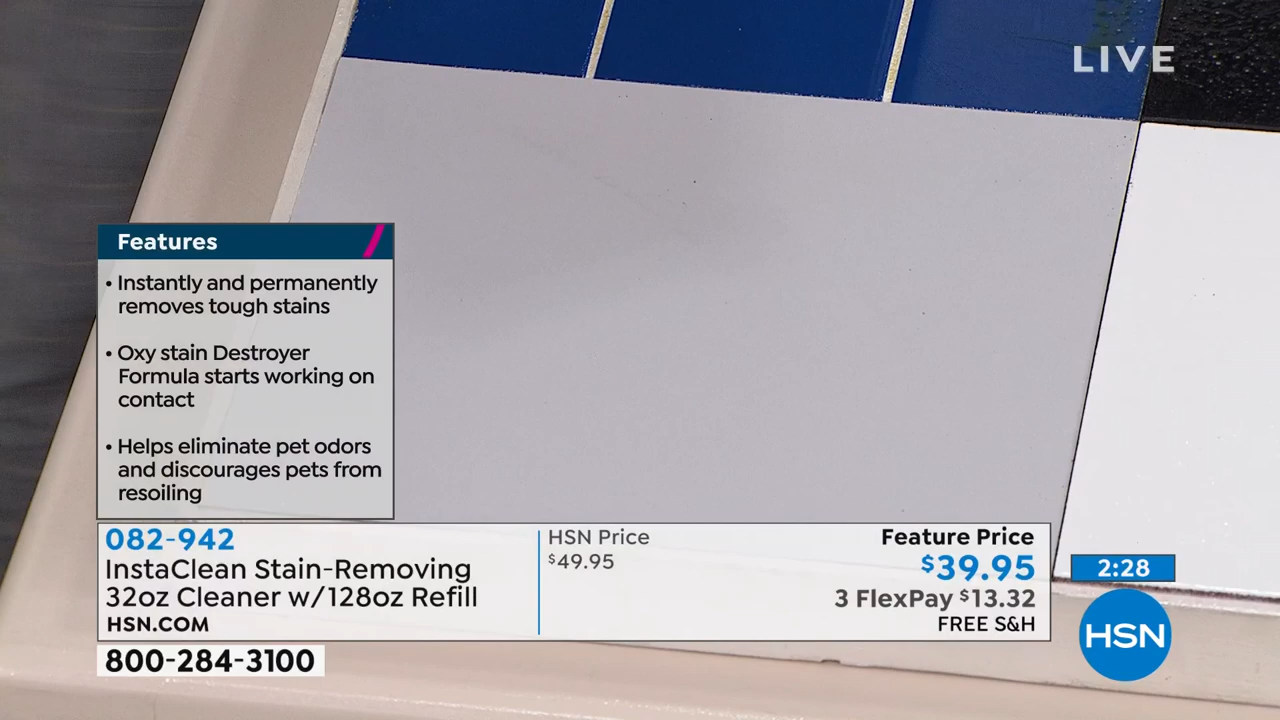 LIVE
Features
• Instantly and permanently
removes tough stains
• Oxy stain Destroyer
Formula starts working on
contact
• Helps eliminate pet odors
and discourages pets from
resoiling
082-942
InstaClean Stain-Removing
32oz Cleaner w/128oz Refill
HSN.COM
HSN Price
$49.95
Feature Price
$39.95
3 FlexPay $13.32
FREE S&H
2:28
HSN
800-284-3100